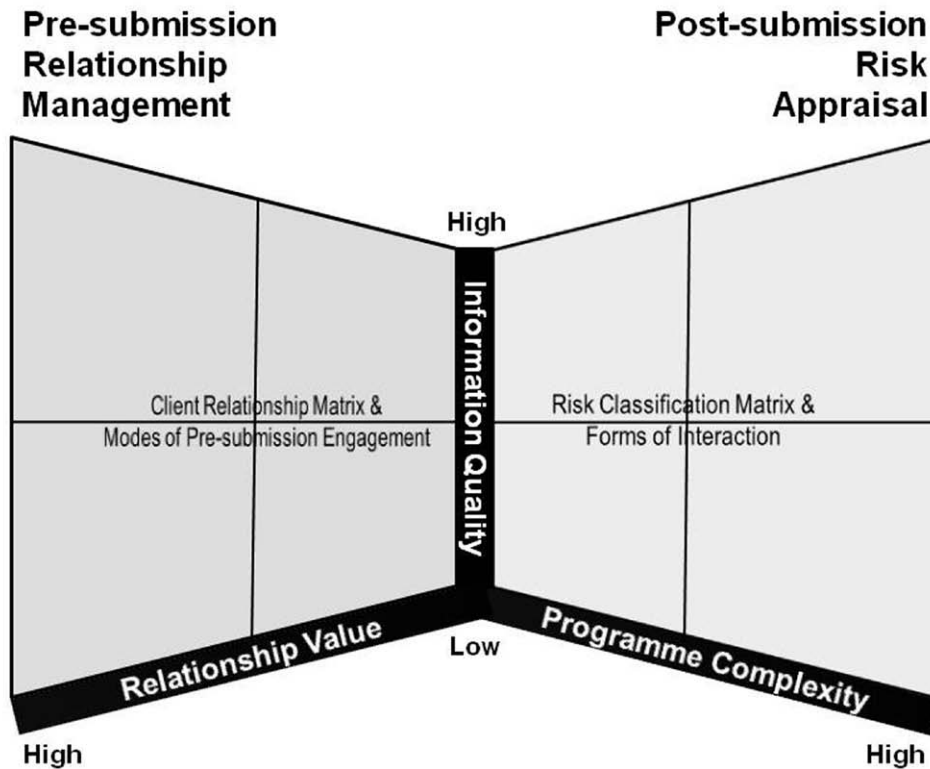 Pre-submission
Relationship
Management
Post-submission
Risk
Appraisal
High
Information Quality
Client Relationship Matrix &
Modes of Pre-submission Engagement
Risk Classification Matrix &
Forms of Interaction
Relationship Value
Low
Programme Complexity
High
High